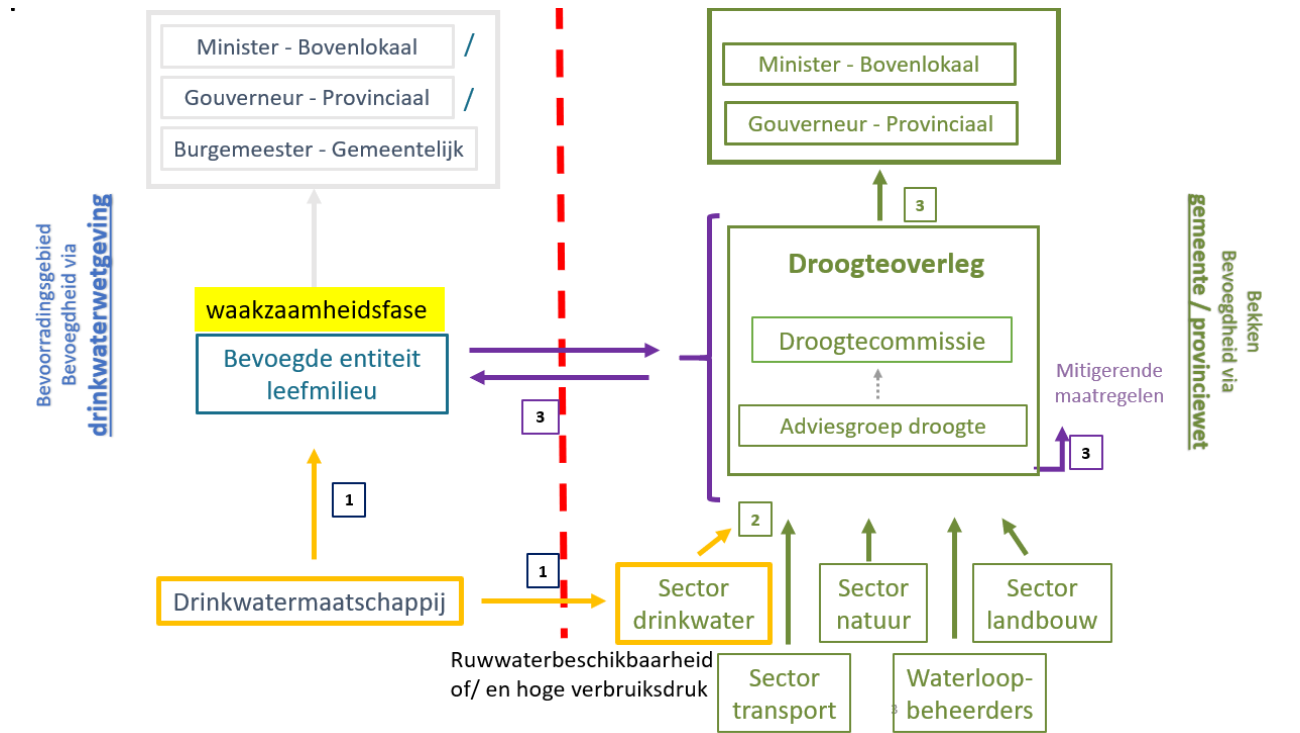 Minister - Bovenlokaal /
Gouverneur - Provinciaal /
Burgemeester - Gemeentelijk
Bevoorradingsgebied
Bevoegdheid via
drinkwaterwetgeving
waakzaamheidsfase
Bevoegde entiteit
leefmilieu
1
Drinkwatermaatschappij
3
1
Ruwwaterbeschikbaarheid
of/ en hoge verbruiksdruk
Minister - Bovenlokaal
Gouverneur - Provinciaal
3
Droogteoverleg
Droogtecommissie
Adviesgroep droogte
Mitigerende
maatregelen
3
2
Sector
drinkwater
Sector
natuur
Sector
landbouw
Sector
transport
Waterloop-
3 beheerders
Bekken
Bevoegdheid via
gemeente / provinciewet